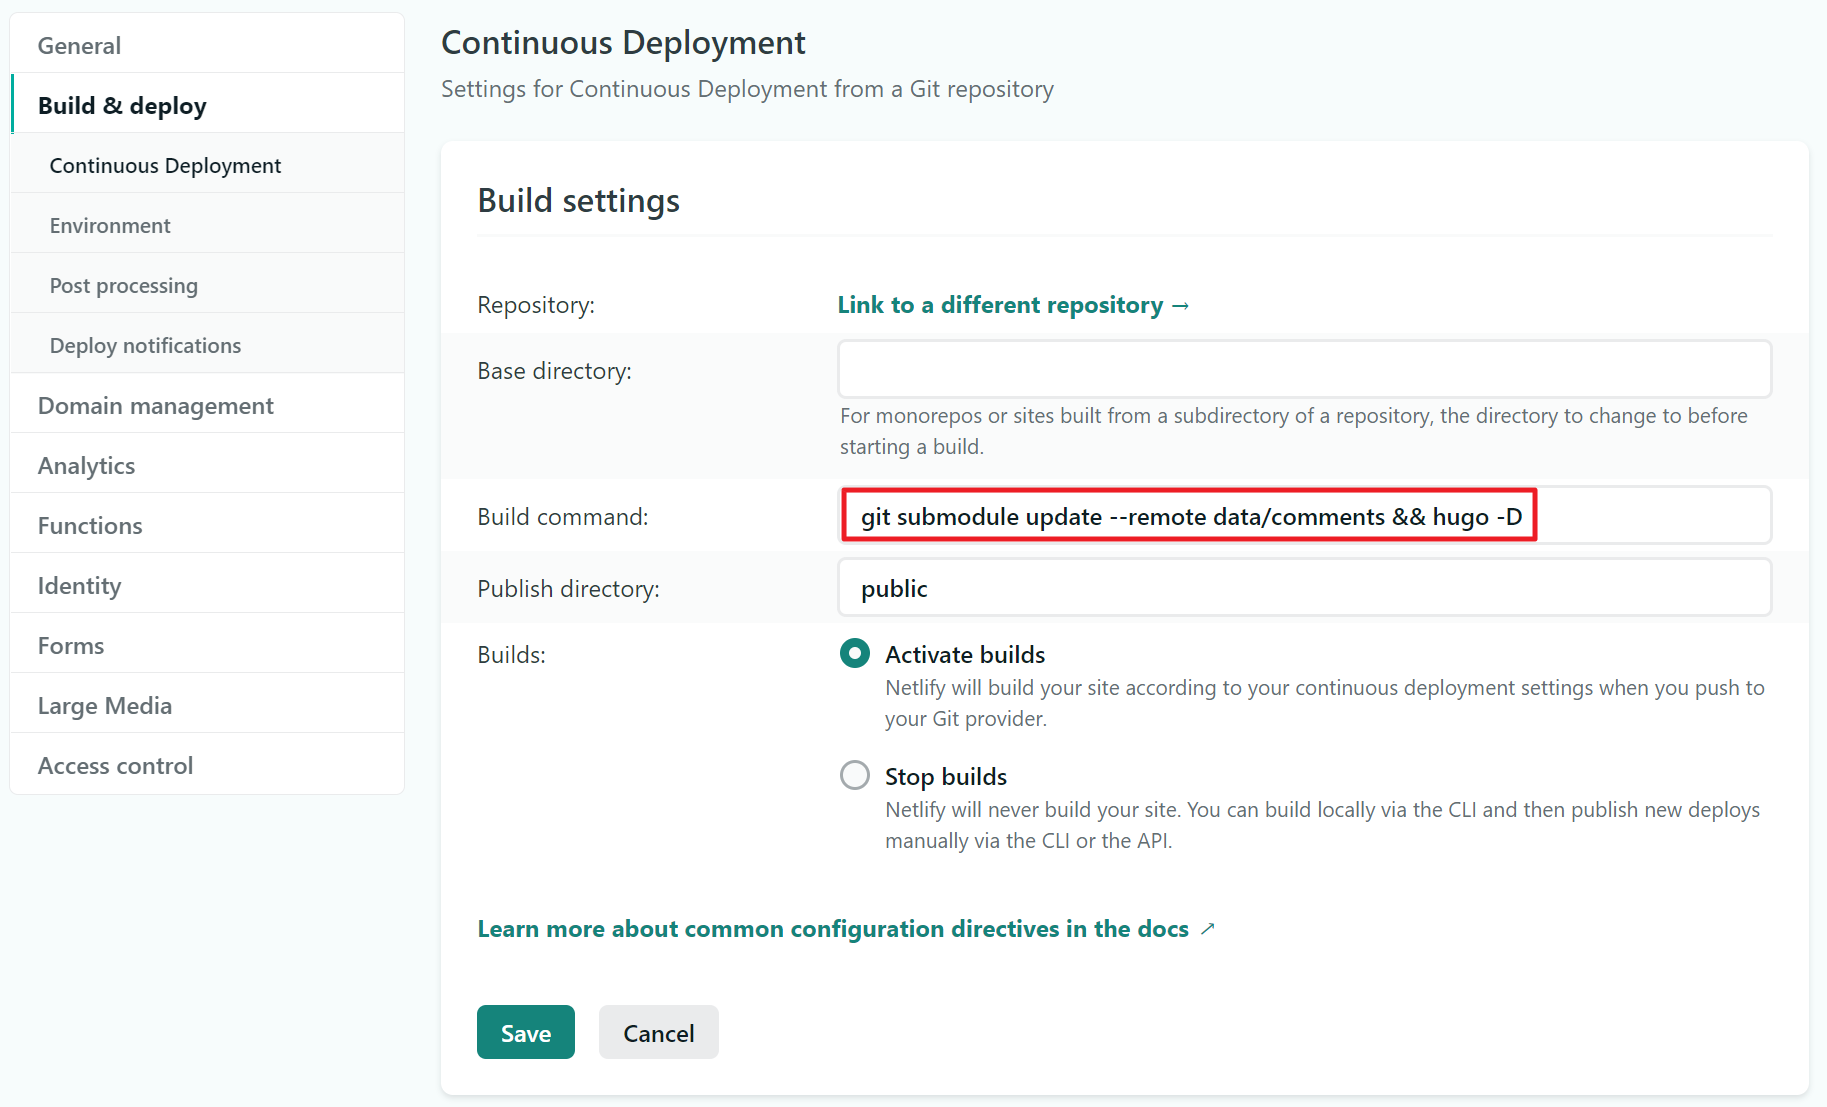 General
Build & deploy
Continuous Deployment
Environment
Post processing
Deploy notifications
Domain management
Analytics
Functions
Identity
Forms
Large Media
Access control
Continuous Deployment
Settings for Continuous Deployment from a Git repository
Build settings
Repository:
Link to a different repository →
Base directory:
For monorepos or sites built from a subdirectory of a repository, the directory to change to before
starting a build.
Build command:
git submodule update --remote data/comments && hugo -D
Publish directory:
public
Builds:
Activate builds
Netlify will build your site according to your continuous deployment settings when you push to
your Git provider.
Stop builds
Netlify will never build your site. You can build locally via the CLI and then publish new deploys
manually via the CLI or the API.
Learn more about common configuration directives in the docs ↗
Save
Cancel